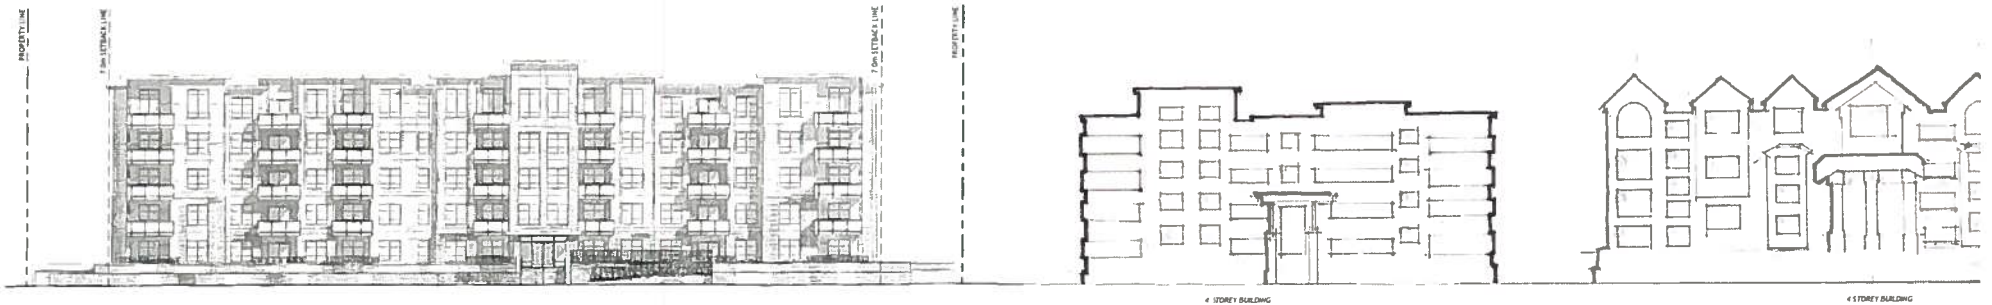 PROPERTY LINE
7.0m SETBACK LINE
7.0m SETBACK LINE
PROPERTY LINE
4 STOREY BUILDING
4 STOREY BUILDING